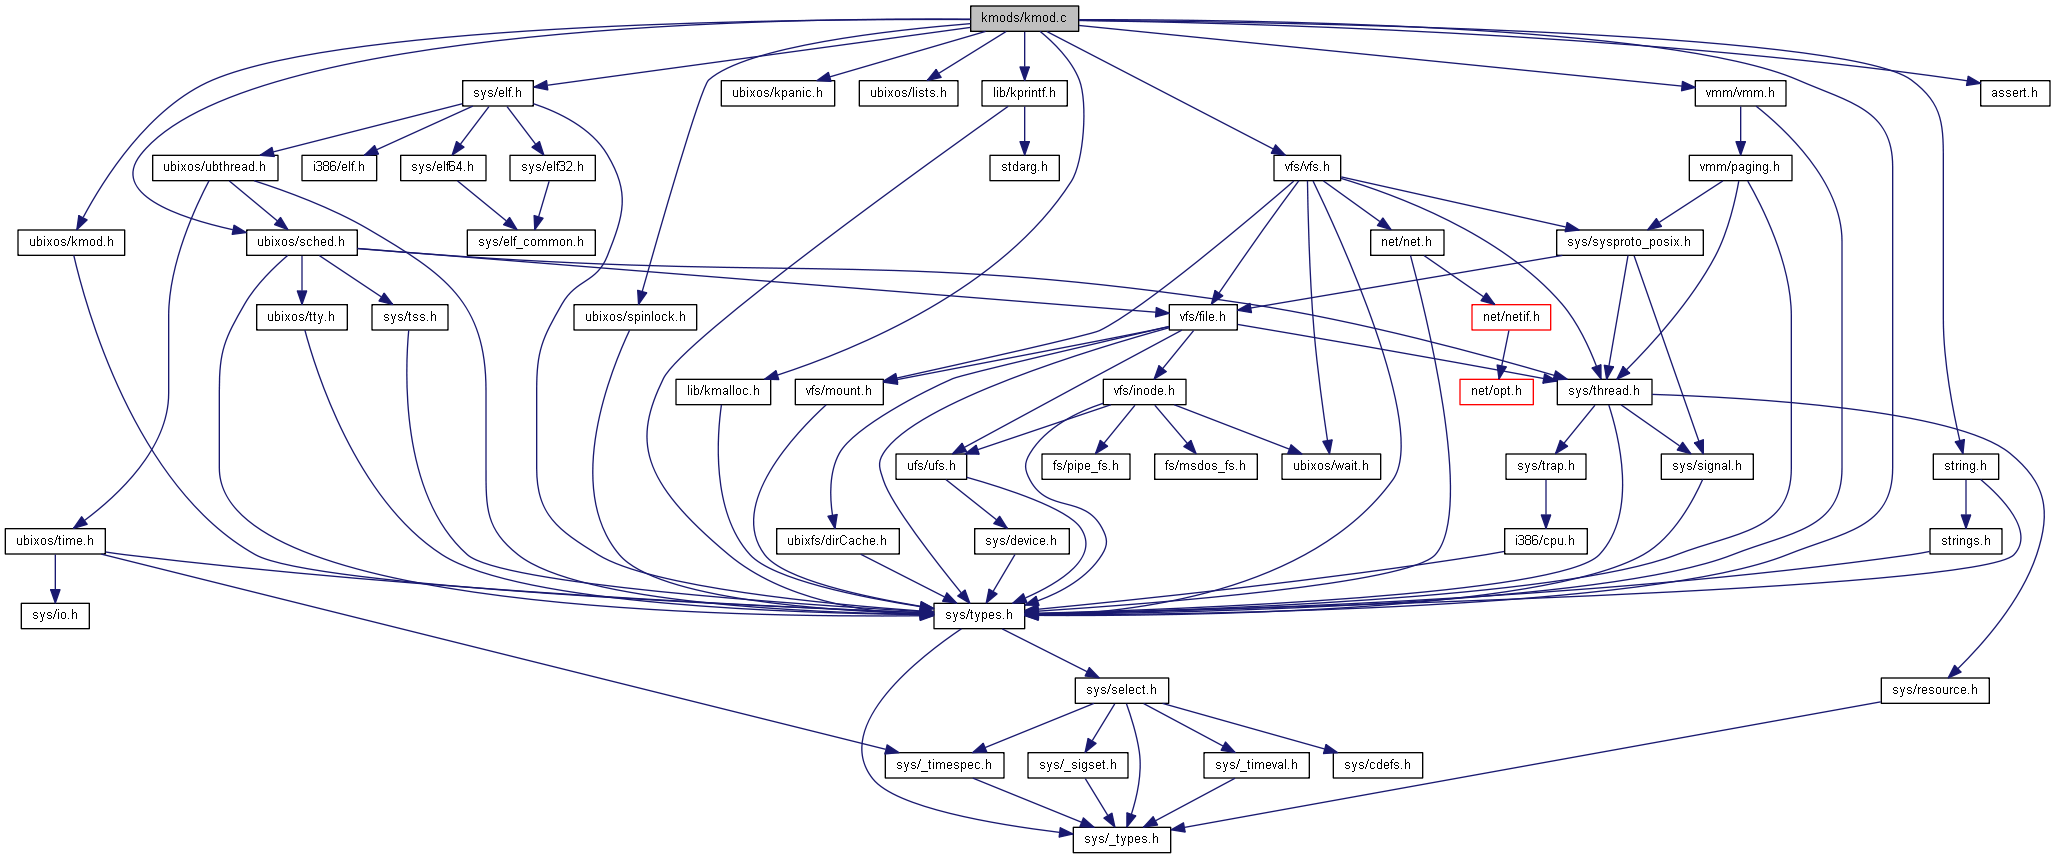 kmods/kmod.c
sys/elf.h
ubixos/kpanic.h
ubixos/lists.h
lib/kprintf.h
vmm/vmm.h
assert.h
ubixos/ubthread.h
i386/elf.h
sys/elf64.h
sys/elf32.h
stdarg.h
vfs/vfs.h
vmm/paging.h
ubixos/kmod.h
ubixos/sched.h
sys/elf_common.h
net/net.h
sys/sysproto_posix.h
ubixos/tty.h
sys/tss.h
ubixos/spinlock.h
vfs/file.h
net/netif.h
lib/kmalloc.h
vfs/mount.h
vfs/inode.h
net/opt.h
sys/thread.h
ufs/ufs.h
fs/pipe_fs.h
fs/msdos_fs.h
ubixos/wait.h
sys/trap.h
sys/signal.h
string.h
ubixos/time.h
ubixfs/dirCache.h
sys/device.h
i386/cpu.h
strings.h
sys/io.h
sys/types.h
sys/select.h
sys/resource.h
sys/_timespec.h
sys/_sigset.h
sys/_timeval.h
sys/cdefs.h
sys/_types.h